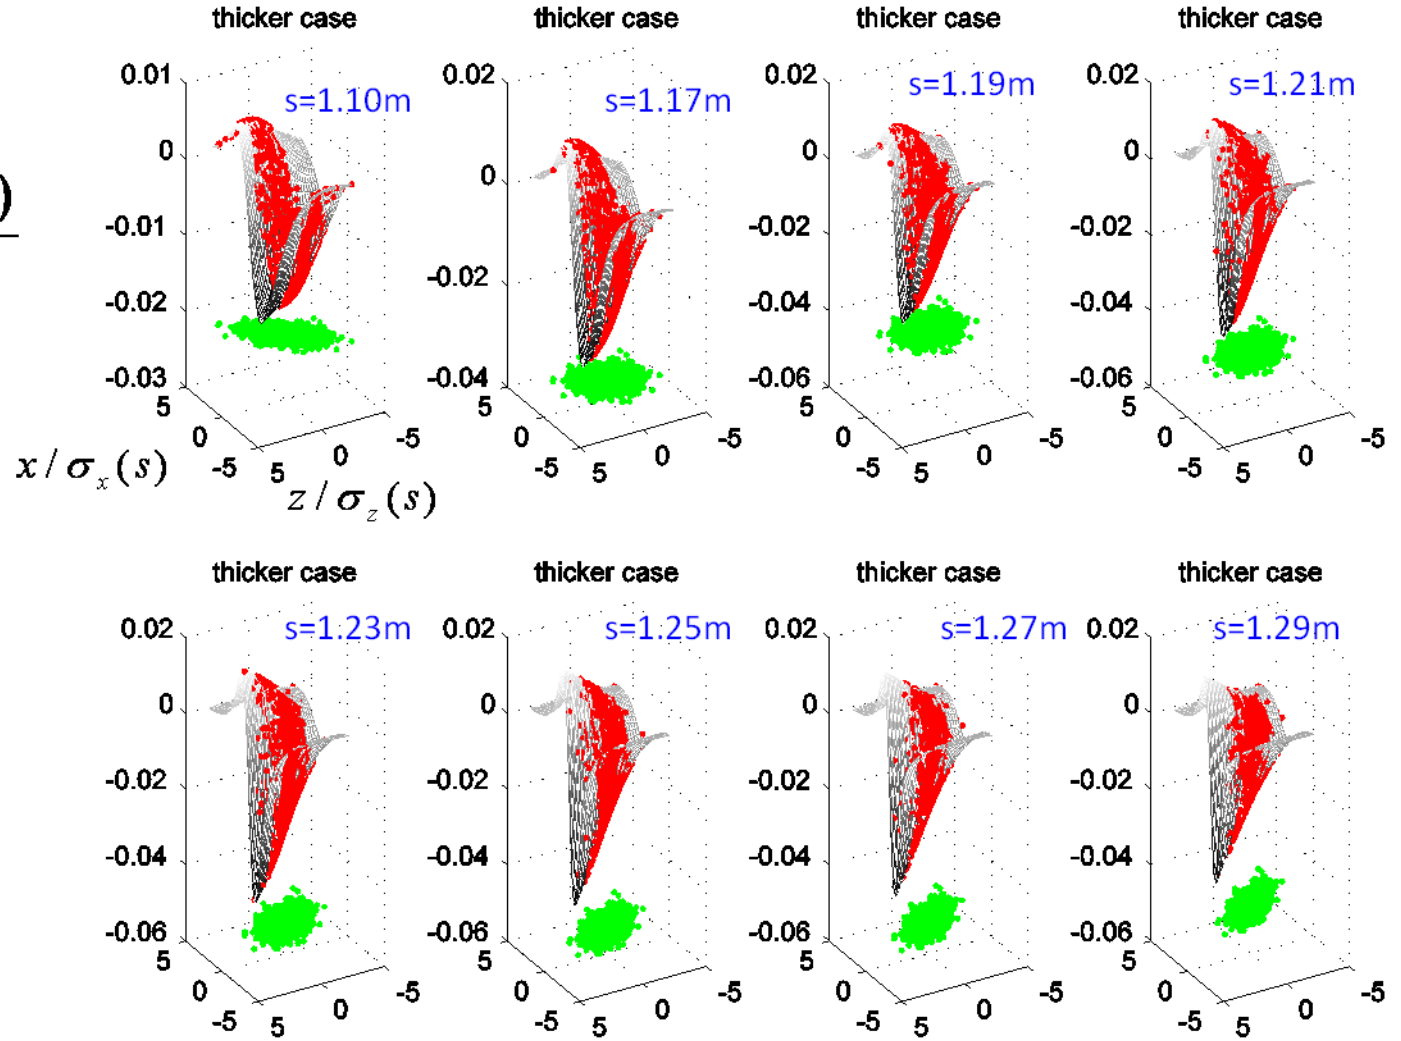 thicker case thicker case thicker case thicker case
s=1.10m s=1.17m s=1.19m s=1.21m
0.01 0.02 0.02 0.02
0 0 0 0
)
-0.01 -0.02 -0.02 -0.02
-0.02 -0.04 -0.04
-0.03 -0.04 -0.06 -0.06
5 5 5 5
0 0 0 0
-5 -5 -5 -5
5 0 -5 5 0 -5 5 0 -5 5 0 -5
x / σx (s)
z / σz (s)
thicker case thicker case thicker case thicker case
s=1.23m s=1.25m s=1.27m s=1.29m
0.02 0.02 0.02 0.02
0 0 0 0
-0.02 -0.02 -0.02 -0.02
-0.04 -0.04 -0.04 -0.04
-0.06 -0.06 -0.06 -0.06
5 5 5 5
0 0 0 0
-5 -5 -5 -5
5 0 -5 5 0 -5 5 0 -5 5 0 -5